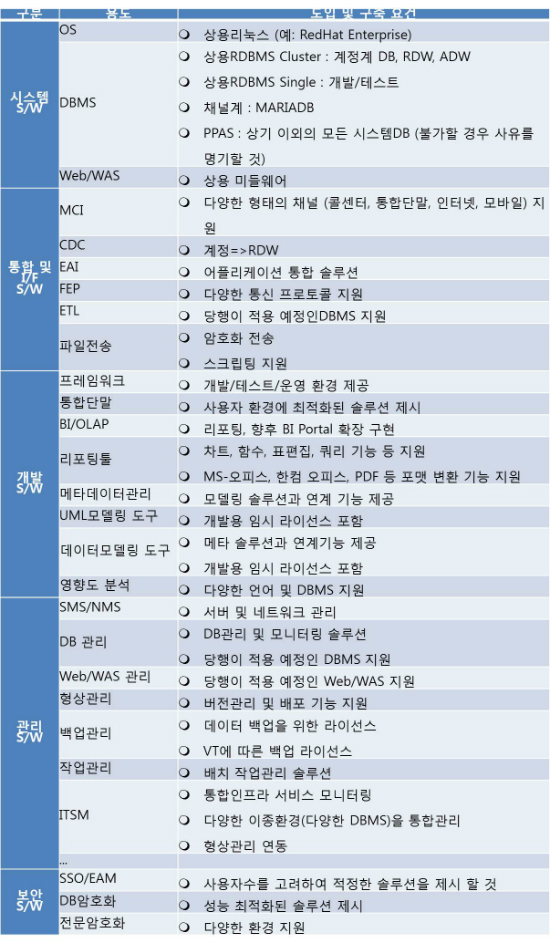 구분 용도 도입 및 구축 요건
시스템
S/W
OS
❍ 상용리눅스 (예: RedHat Enterprise)
DBMS
❍ 상용RDBMS Cluster : 계정계 DB, RDW, ADW
❍ 상용RDBMS Single : 개발/테스트
❍ 채널계 : MARIADB
❍ PPAS : 상기 이외의 모든 시스템DB (불가할 경우 사유를
명기할 것)
Web/WAS
❍ 상용 미들웨어
통합 및
I/F
S/W
MCI
❍ 다양한 형태의 채널 (콜센터, 통합단말, 인터넷, 모바일) 지
원
CDC
❍ 계정=>RDW
EAI
❍ 어플리케이션 통합 솔루션
FEP
❍ 다양한 통신 프로토콜 지원
ETL
❍ 당행이 적용 예정인DBMS 지원
파일전송
❍ 암호화 전송
❍ 스크립팅 지원
개발
S/W
프레임워크
❍ 개발/테스트/운영 환경 제공
통합단말
❍ 사용자 환경에 최적화된 솔루션 제시
BI/OLAP
❍ 리포팅, 향후 BI Portal 확장 구현
리포팅툴
❍ 차트, 함수, 표편집, 쿼리 기능 등 지원
❍ MS-오피스, 한컴 오피스, PDF 등 포맷 변환 기능 지원
메타데이터관리
❍ 모델링 솔루션과 연계 기능 제공
UML모델링 도구
❍ 개발용 임시 라이선스 포함
데이터모델링 도구
❍ 메타 솔루션과 연계기능 제공
❍ 개발용 임시 라이선스 포함
영향도 분석
❍ 다양한 언어 및 DBMS 지원
관리
S/W
SMS/NMS
❍ 서버 및 네트워크 관리
DB 관리
❍ DB관리 및 모니터링 솔루션
❍ 당행이 적용 예정인 DBMS 지원
Web/WAS 관리
❍ 당행이 적용 예정인 Web/WAS 지원
형상관리
❍ 버전관리 및 배포 기능 지원
백업관리
❍ 데이터 백업을 위한 라이선스
❍ VT에 따른 백업 라이선스
작업관리
❍ 배치 작업관리 솔루션
ITSM
❍ 통합인프라 서비스 모니터링
❍ 다양한 이종환경(다양한 DBMS)을 통합관리
❍ 형상관리 연동
...
보안
S/W
SSO/EAM
❍ 사용자수를 고려하여 적정한 솔루션을 제시 할 것
DB암호화
❍ 성능 최적화된 솔루션 제시
전문암호화
❍ 다양한 환경 지원